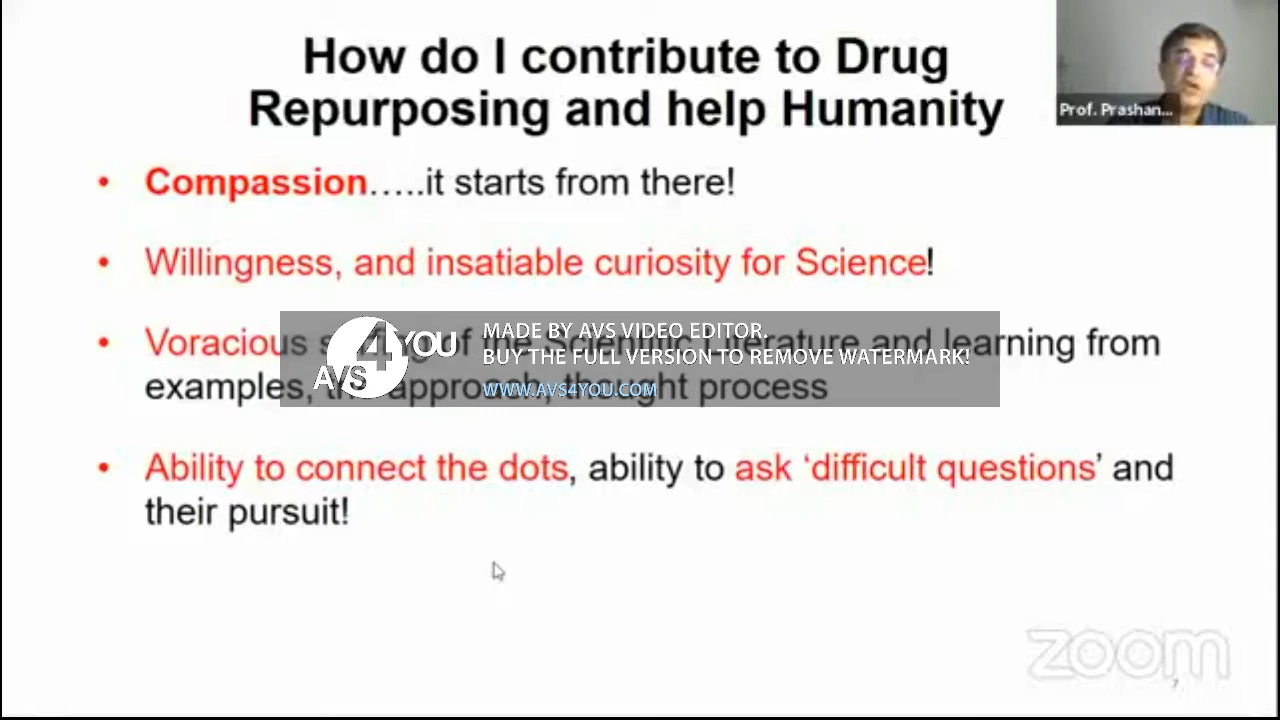 How do I contribute to Drug
Repurposing and help Humanity
Prof. Prashan...
• Compassion…..it starts from there!
• Willingness, and insatiable curiosity for Science!
• Voracious of the Scientific Literature and learning from
examples, approach, thought process
4 YOU
AVS
MADE BY AVS VIDEO EDITOR.
BUY THE FULL VERSION TO REMOVE WATERMARK!
WWW.AVS4YOU.COM
• Ability to connect the dots, ability to ask ‘difficult questions’ and
their pursuit!
zoom
7